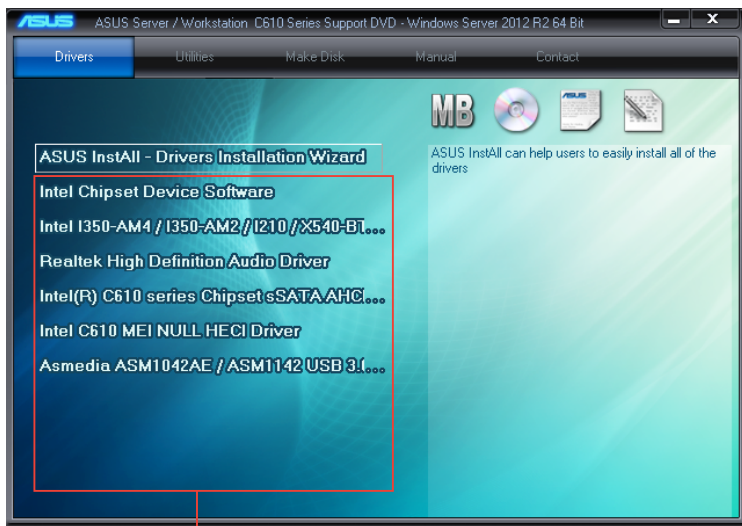 ASUS ASUS Server / Workstation C610 Series Support DVD - Windows Server 2012 R2 64 Bit
Drivers Utilities Make Disk Manual Contact
MB
ASUS
ASUS InstAll - Drivers Installation Wizard
ASUS InstAll can help users to easily install all of the
drivers
Intel Chipset Device Software
Intel I350-AM4 / I350-AM2 / I210 / X540-BT...
Realtek High Definition Audio Driver
Intel(R) C610 series Chipset sSATA AHCI...
Intel C610 MEI NULL HECI Driver
Asmedia ASM1042AE / ASM1142 USB 3.(...